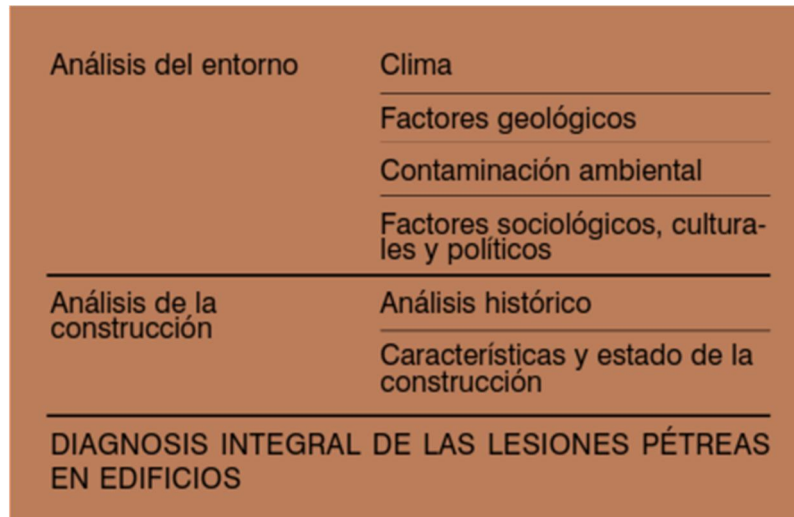 Análisis del entorno
Clima
Factores geológicos
Contaminación ambiental
Factores sociológicos, cultura-
les y políticos
Análisis de la
construcción
Análisis histórico
Características y estado de la
construcción
DIAGNOSIS INTEGRAL DE LAS LESIONES PÉTREAS
EN EDIFICIOS